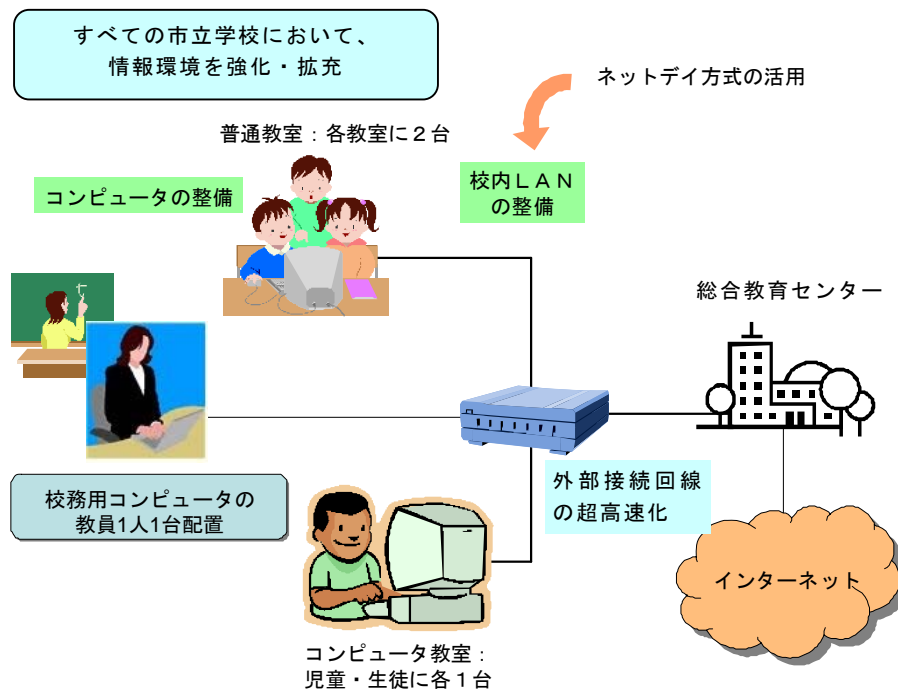 すべての市立学校において、
情報環境を強化・拡充
ネットデイ方式の活用
普通教室：各教室に２台
コンピュータの整備
校内ＬＡＮ
の整備
総合教育センター
校務用コンピュータの
教員1人1台配置
外部接続回線
の超高速化
インターネット
コンピュータ教室：
児童・生徒に各１台